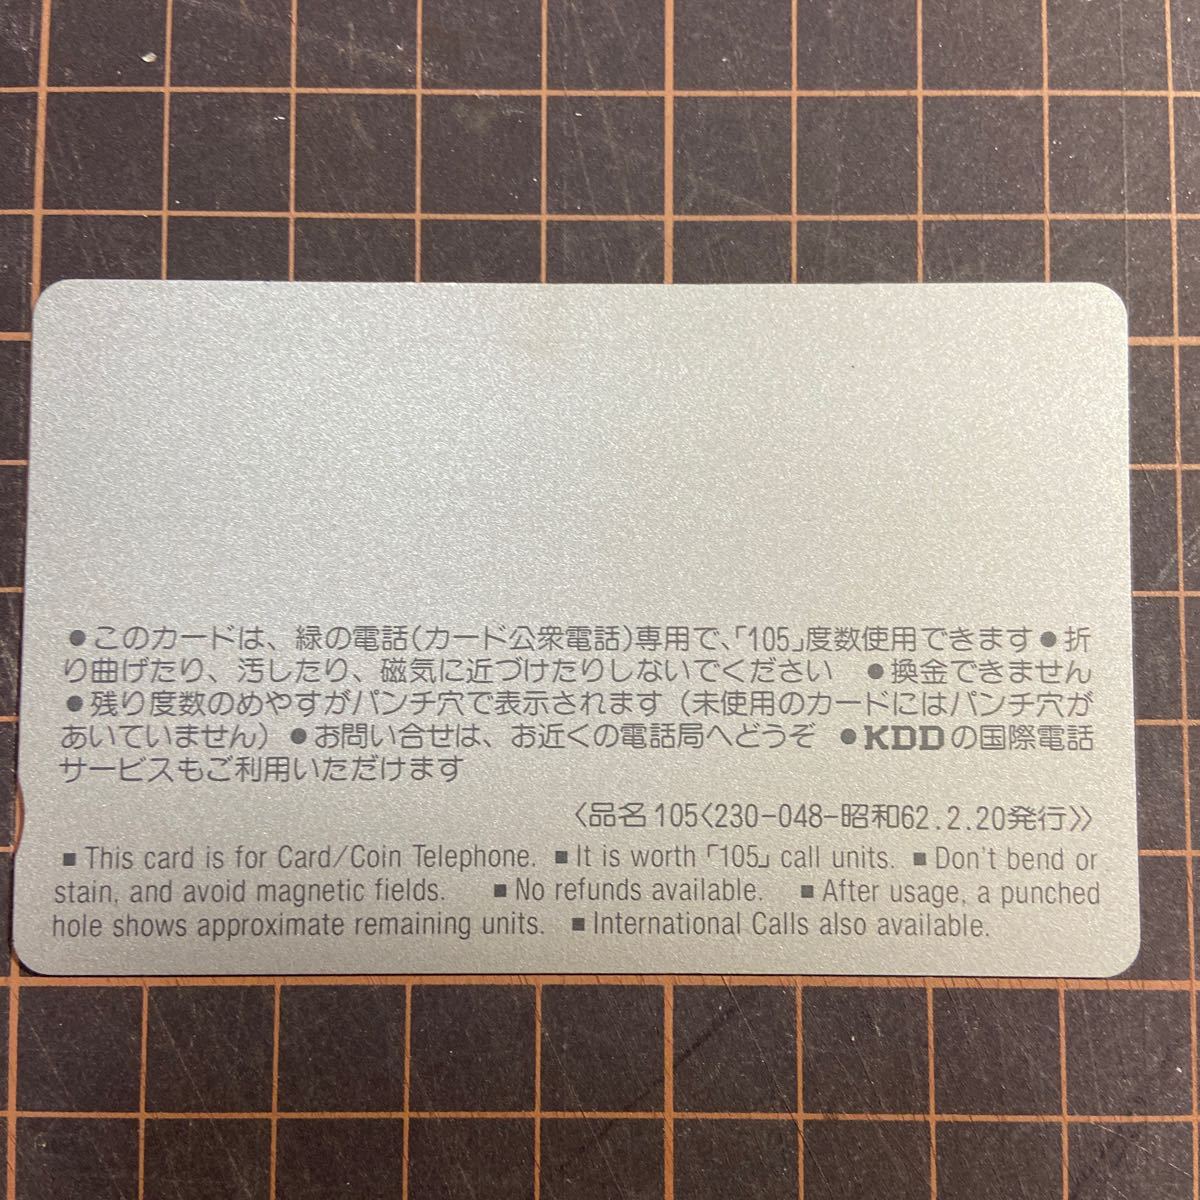 ●このカードは、緑の電話(カード公衆電話)専用で、「105」度数使用できます●折
り曲げたり、汚したり、磁気に近づけたりしないでください　●換金できません
●残り度数のめやすがパンチ穴で表示されます（未使用のカードにはパンチ穴が
あいていません）●お問い合せは、お近くの電話局へどうぞ　●KDDの国際電話
サービスもご利用いただけます
〈品名105〈230-048-昭和62.2.20発行〉〉
■ This card is for Card/Coin Telephone. ■ It is worth「105」call units. ■ Don't bend or
stain, and avoid magnetic fields. ■ No refunds available. ■ After usage, a punched
hole shows approximate remaining units. ■ International Calls also available.